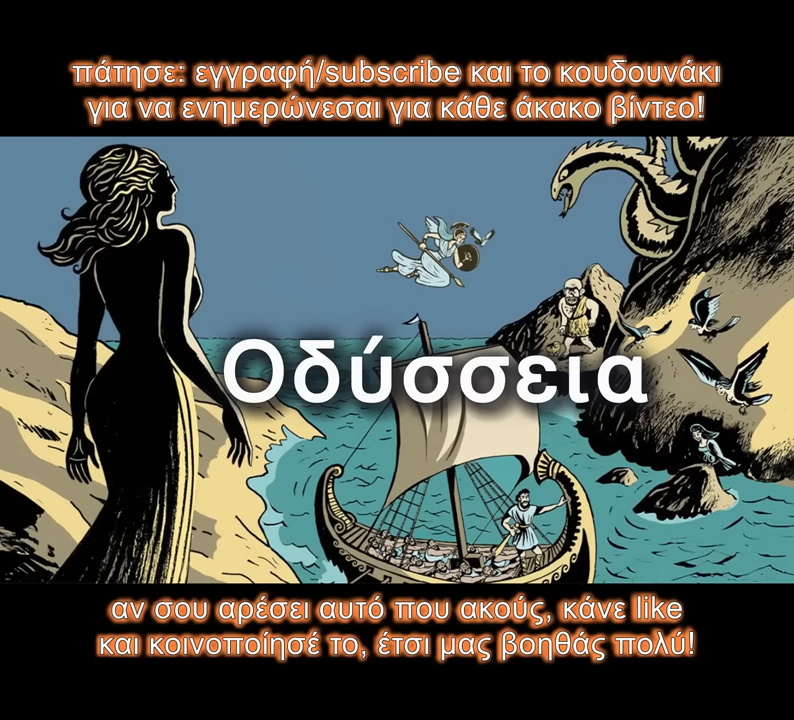 πάτησε: εγγραφή/subscribe και το κουδουνάκι
για να ενημερώνεσαι για κάθε άκακο βίντεο!
Οδύσσεια
αν σου αρέσει αυτό που ακούς, κάνε like
και κοινοποίησέ το, έτσι μας βοηθάς πολύ!